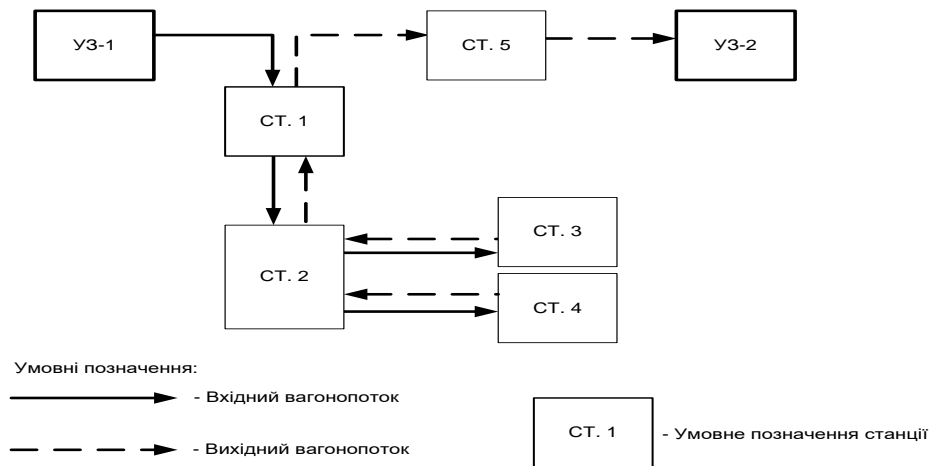 УЗ-1
СТ. 5
УЗ-2
СТ. 1
СТ. 3
СТ. 2
СТ. 4
Умовні позначення:
- Вхідний вагонопоток
СТ. 1 - Умовне позначення станції
- Вихідний вагонопоток